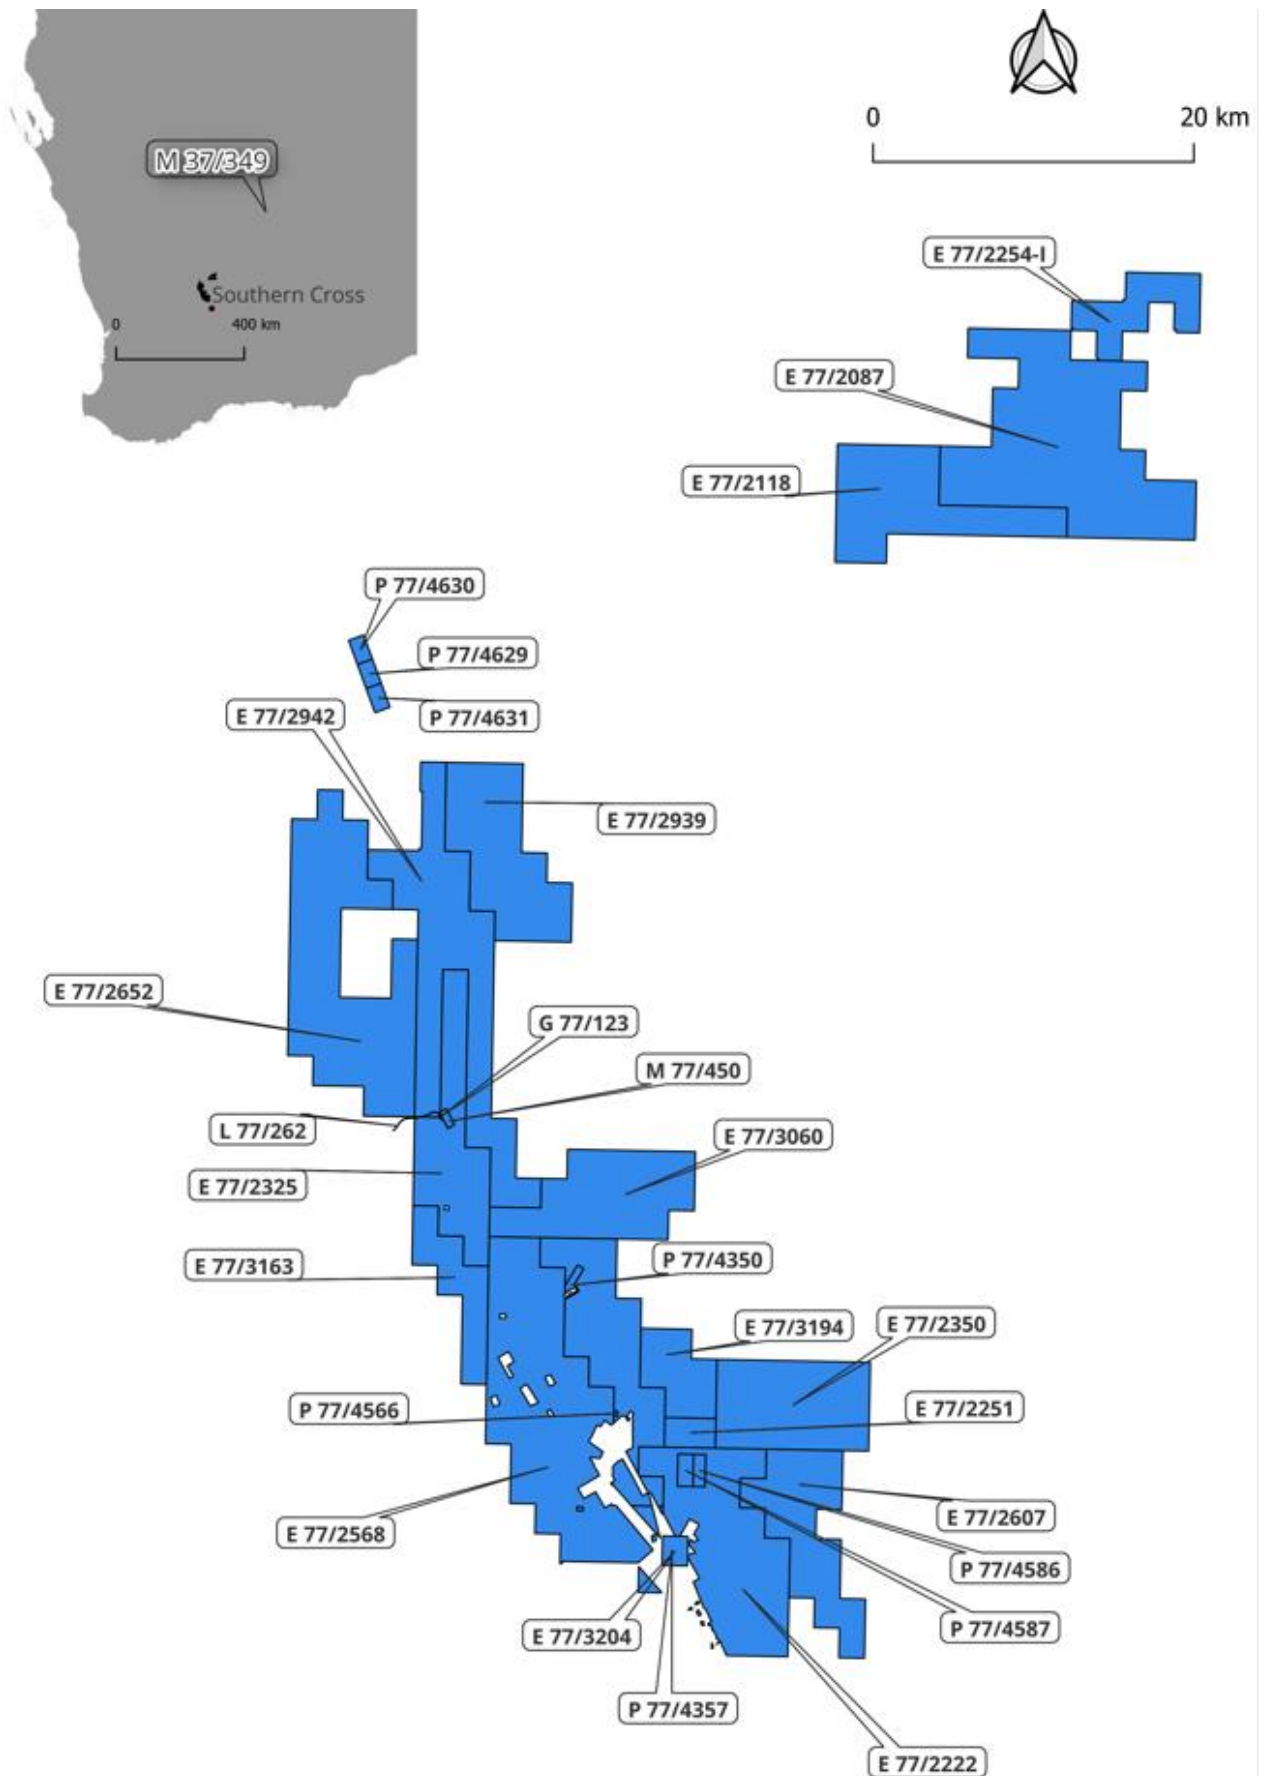 0 20 km
M 37/349
E 77/2254-I
Southern Cross
0 400 km
E 77/2087
E 77/2118
P 77/4630
P 77/4629
E 77/2942
P 77/4631
E 77/2939
E 77/2652
G 77/123
M 77/450
L 77/262
E 77/3060
E 77/2325
E 77/3163
P 77/4350
E 77/3194
E 77/2350
P 77/4566
E 77/2251
E 77/2607
E 77/2568
P 77/4586
P 77/4587
E 77/3204
P 77/4357
E 77/2222